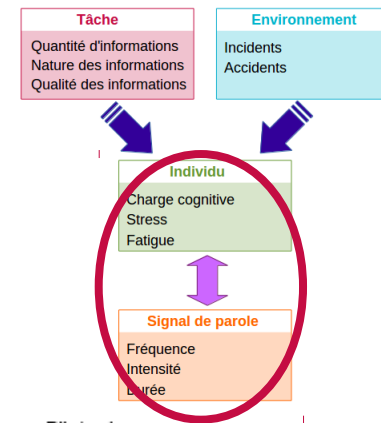 Tâche
Quantité d'informations
Nature des informations
Qualité des informations
Environnement
Incidents
Accidents
Individu
Charge cognitive
Stress
Fatigue
Signal de parole
Fréquence
Intensité
Durée